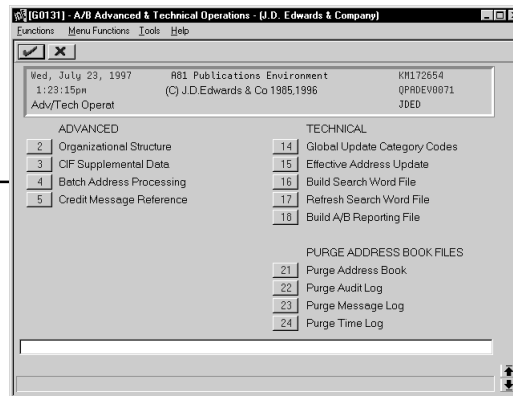 [G0131] - A/B Advanced & Technical Operations - (J.D. Edwards & Company)
Functions Menu Functions Tools Help
Wed, July 23, 1997 A81 Publications Environment KM172654
1:23:15pm (C) J.D.Edwards & Co 1985,1996 QPADEV0071
Adv/Tech Operat JDED
ADVANCED
2 Organizational Structure
3 CIF Supplemental Data
4 Batch Address Processing
5 Credit Message Reference
TECHNICAL
14 Global Update Category Codes
15 Effective Address Update
16 Build Search Word File
17 Refresh Search Word File
18 Build A/B Reporting File
PURGE ADDRESS BOOK FILES
21 Purge Address Book
22 Purge Audit Log
23 Purge Message Log
24 Purge Time Log